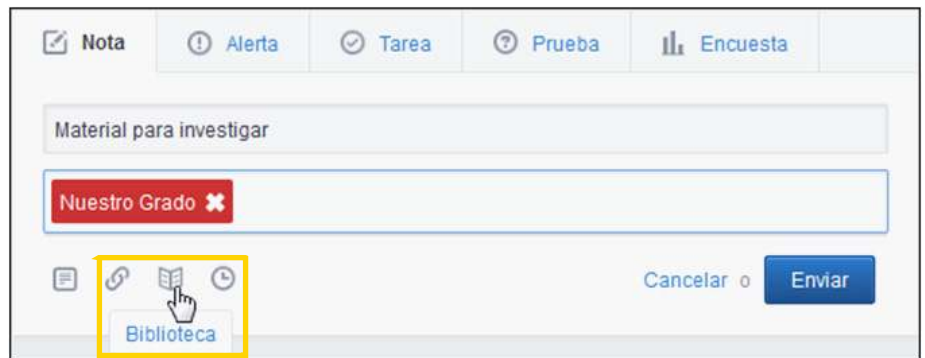 Nota Alerta Tarea Prueba Encuesta
Material para investigar
Nuestro Grado
Cancelar o Enviar
Biblioteca